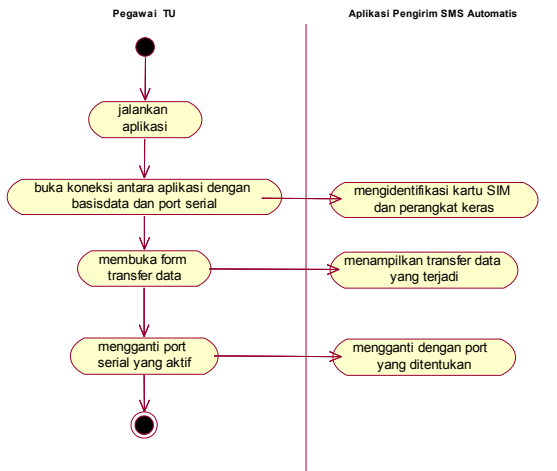 Pegawai TU
Aplikasi Pengirim SMS Automatis
jalankan
aplikasi
buka koneksi antara aplikasi dengan
basisdata dan port serial
mengidentifikasi kartu SIM
dan perangkat keras
membuka form
transfer data
menampilkan transfer data
yang terjadi
mengganti port
serial yang aktif
mengganti dengan port
yang ditentukan